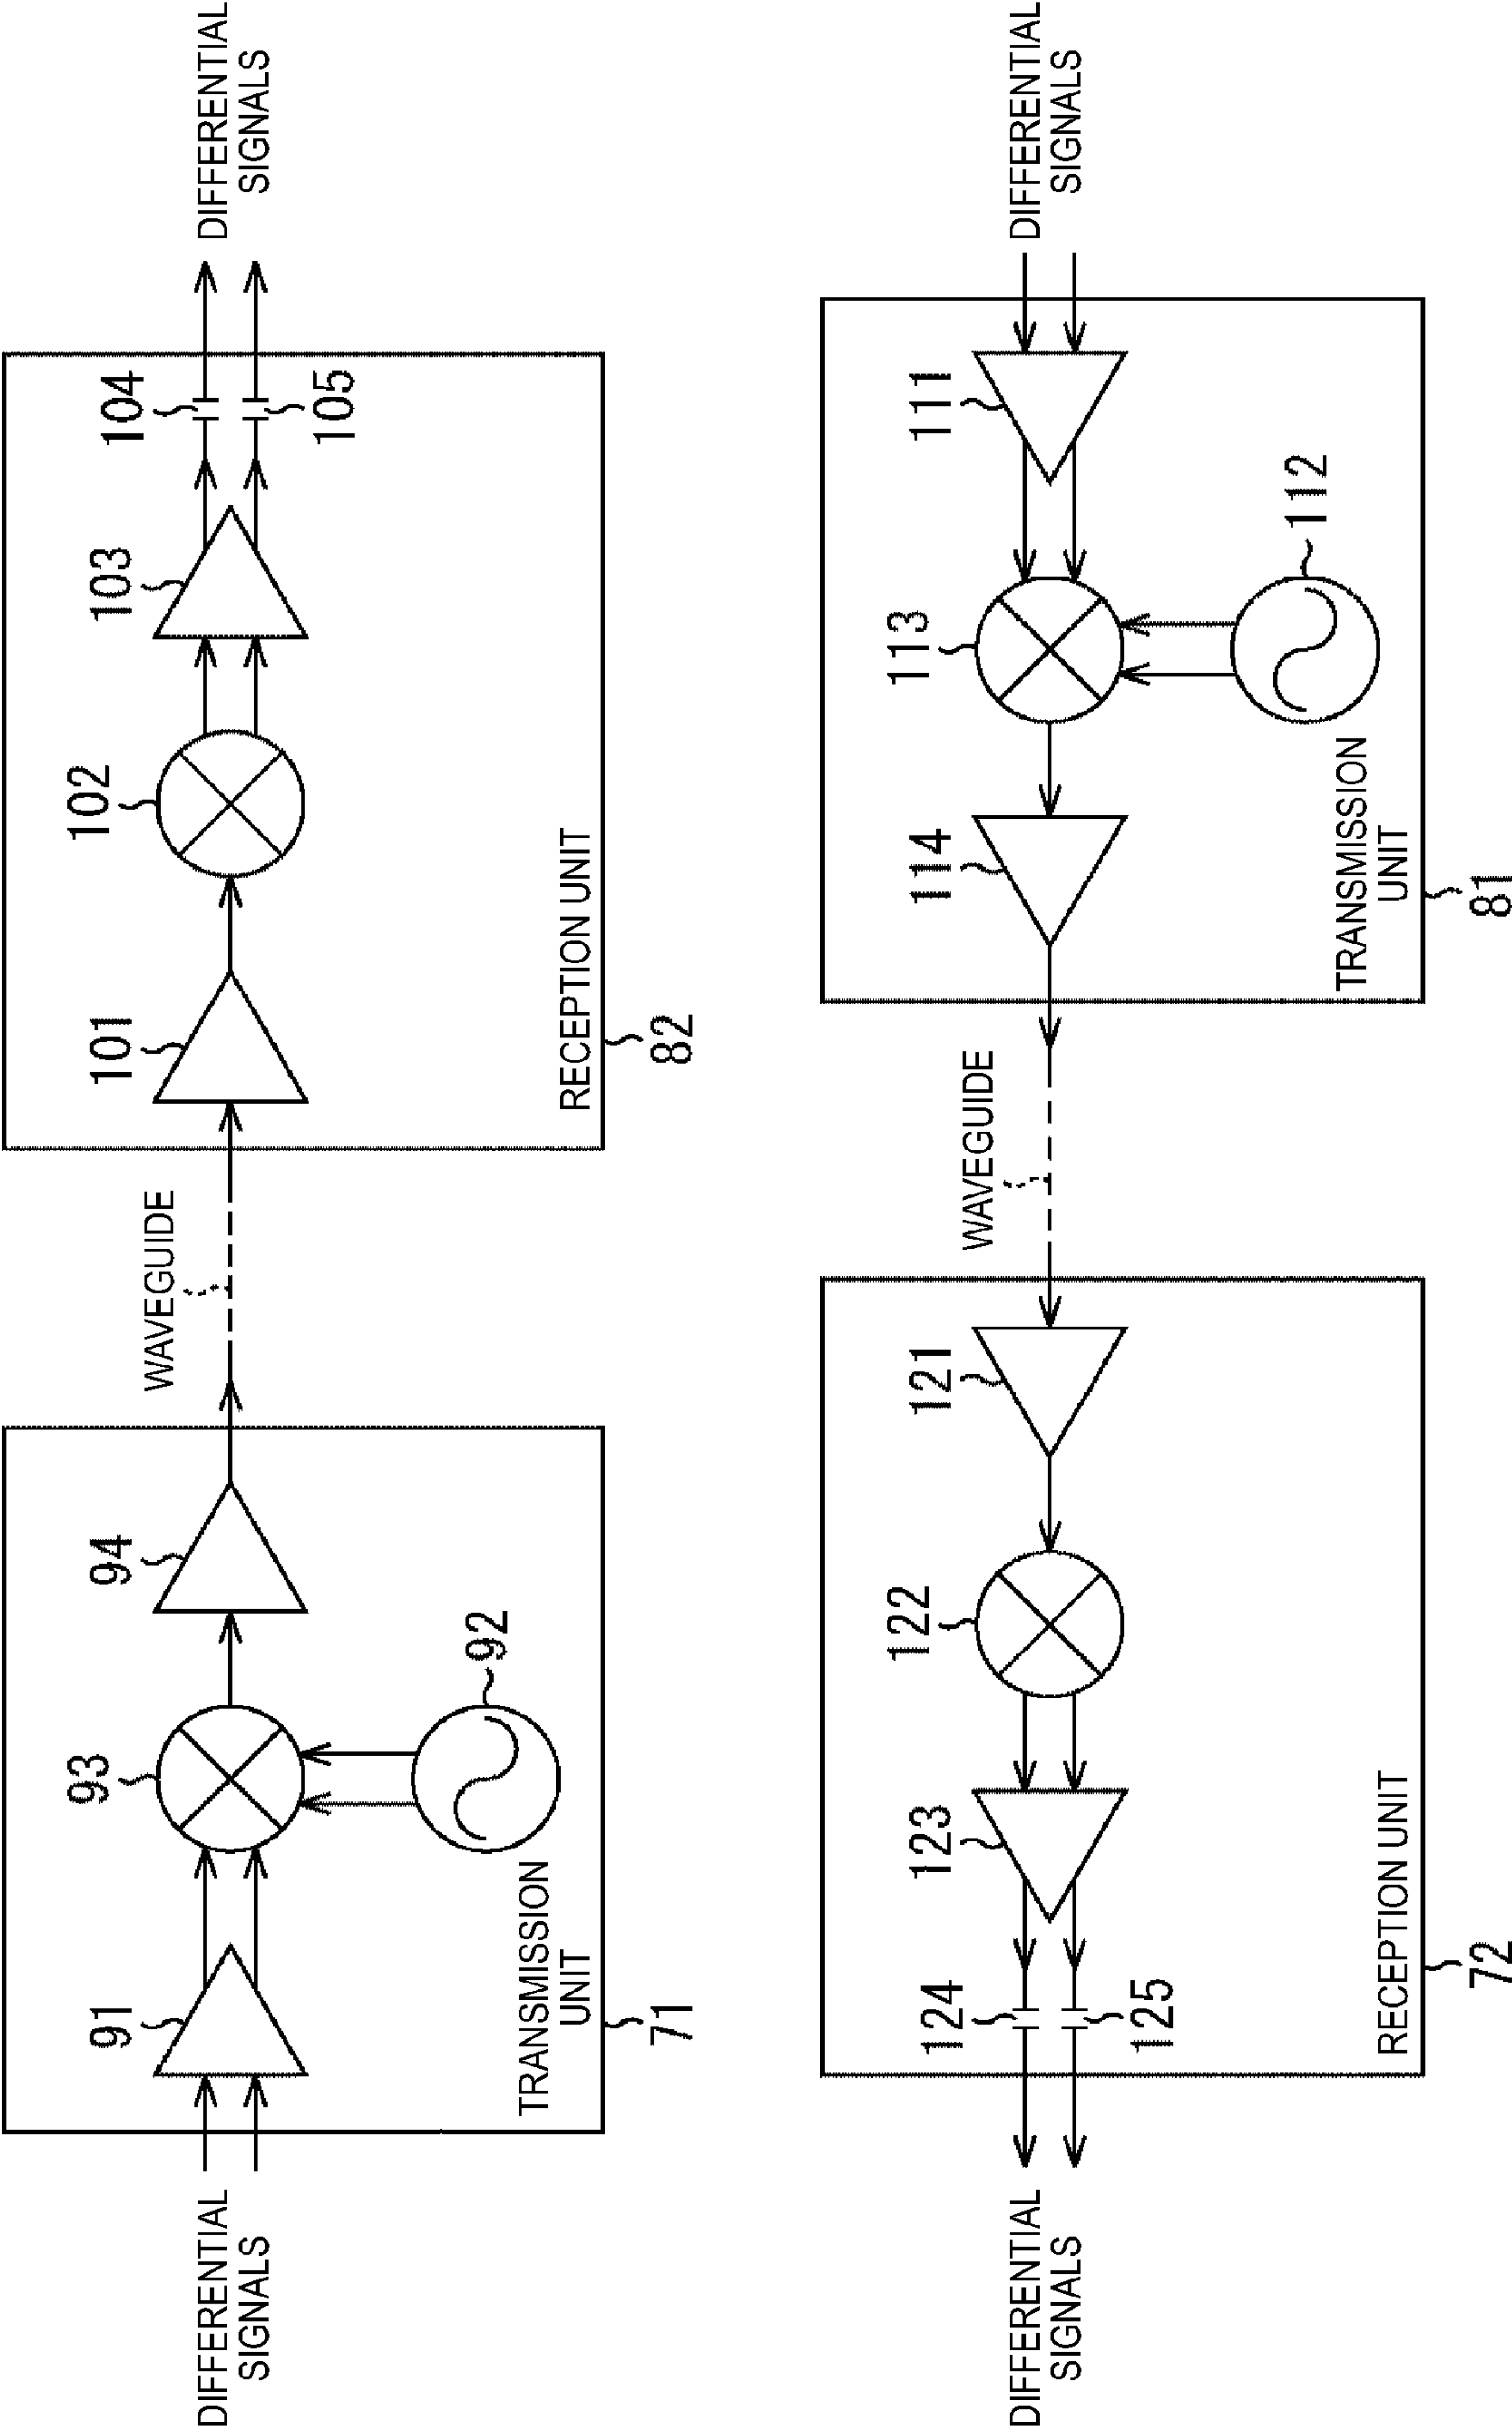 DIFFERENTIAL
SIGNALS
91
93
94
92
TRANSMISSION
UNIT
71
WAVEGUIDE
101
102
103
104
105
RECEPTION UNIT
82
DIFFERENTIAL
SIGNALS
DIFFERENTIAL
SIGNALS
124
125
123
122
121
RECEPTION UNIT
72
WAVEGUIDE
114
113
111
112
TRANSMISSION
UNIT
81
DIFFERENTIAL
SIGNALS